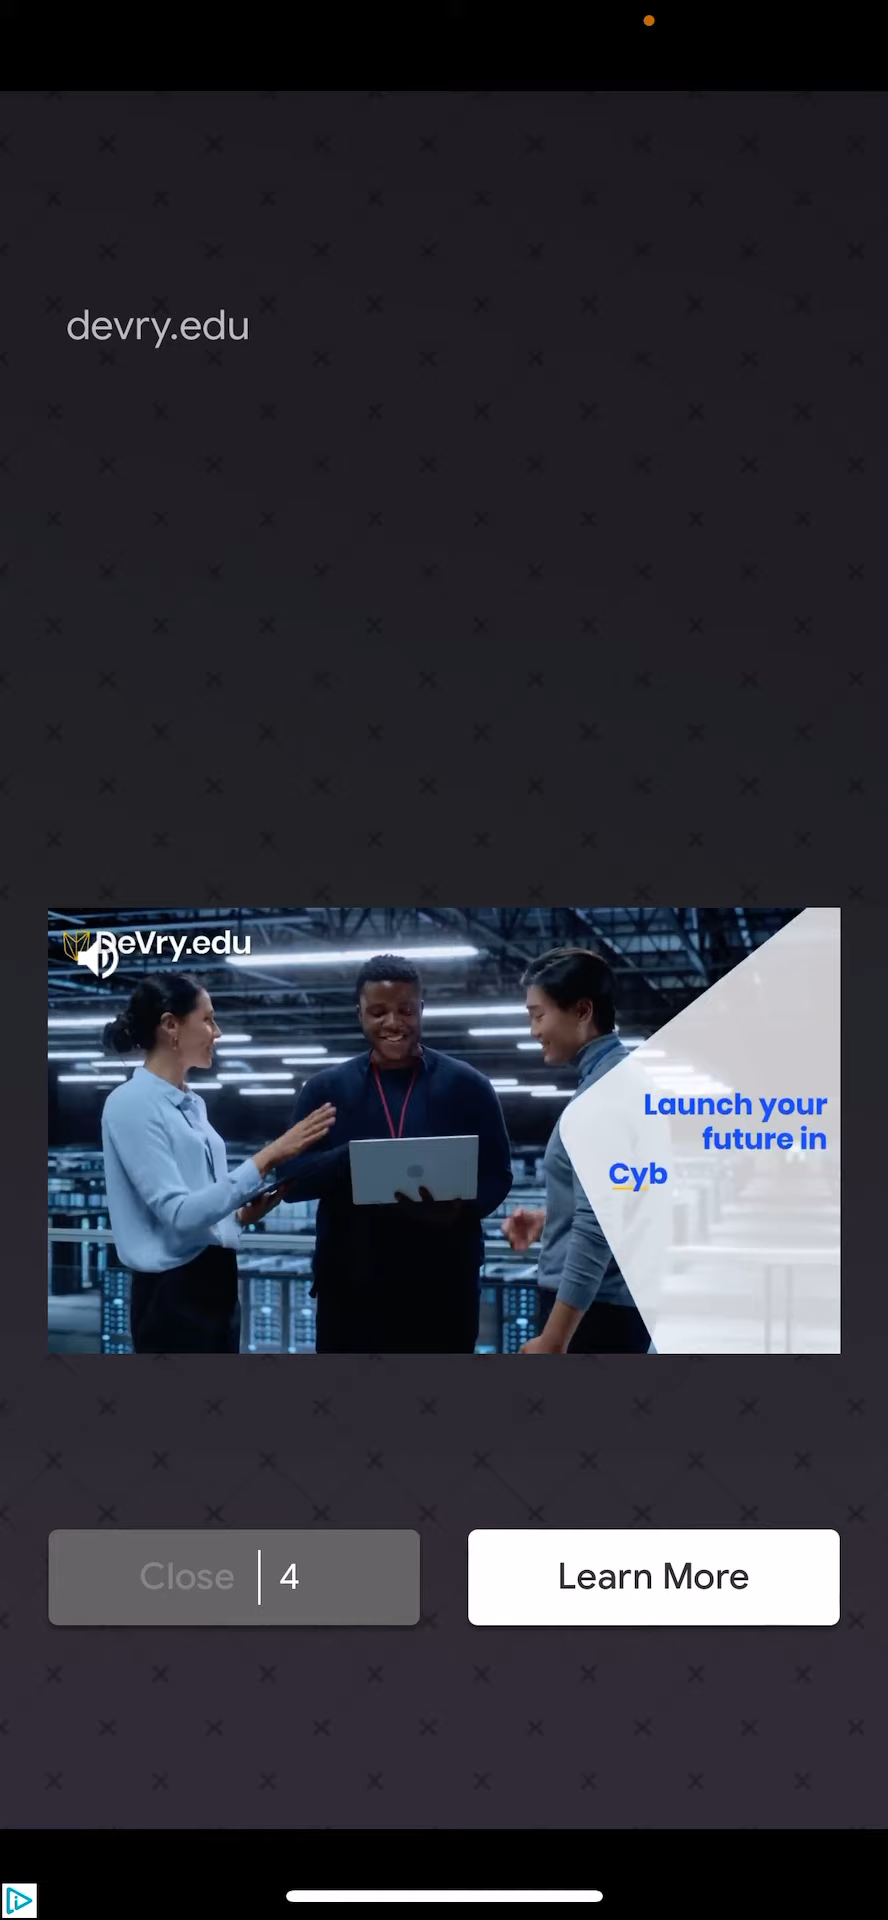 devry.edu
DeVry.edu
Launch your
future in
Cyb
Close | 4
Learn More